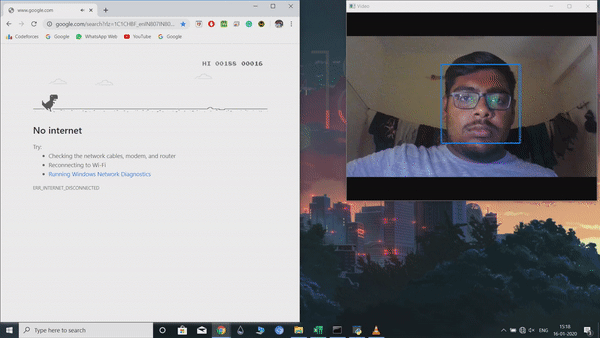 www.google.com
Video
google.com/search?rlz=1C1CHBF_enIN807IN80...
Codeforces Google WhatsApp Web YouTube Google
HI 00188 00016
No internet
Try:
Checking the network cables, modem, and router
Reconnecting to Wi-Fi
Running Windows Network Diagnostics
ERR_INTERNET_DISCONNECTED
Type here to search
ENG
15:18
16-01-2020